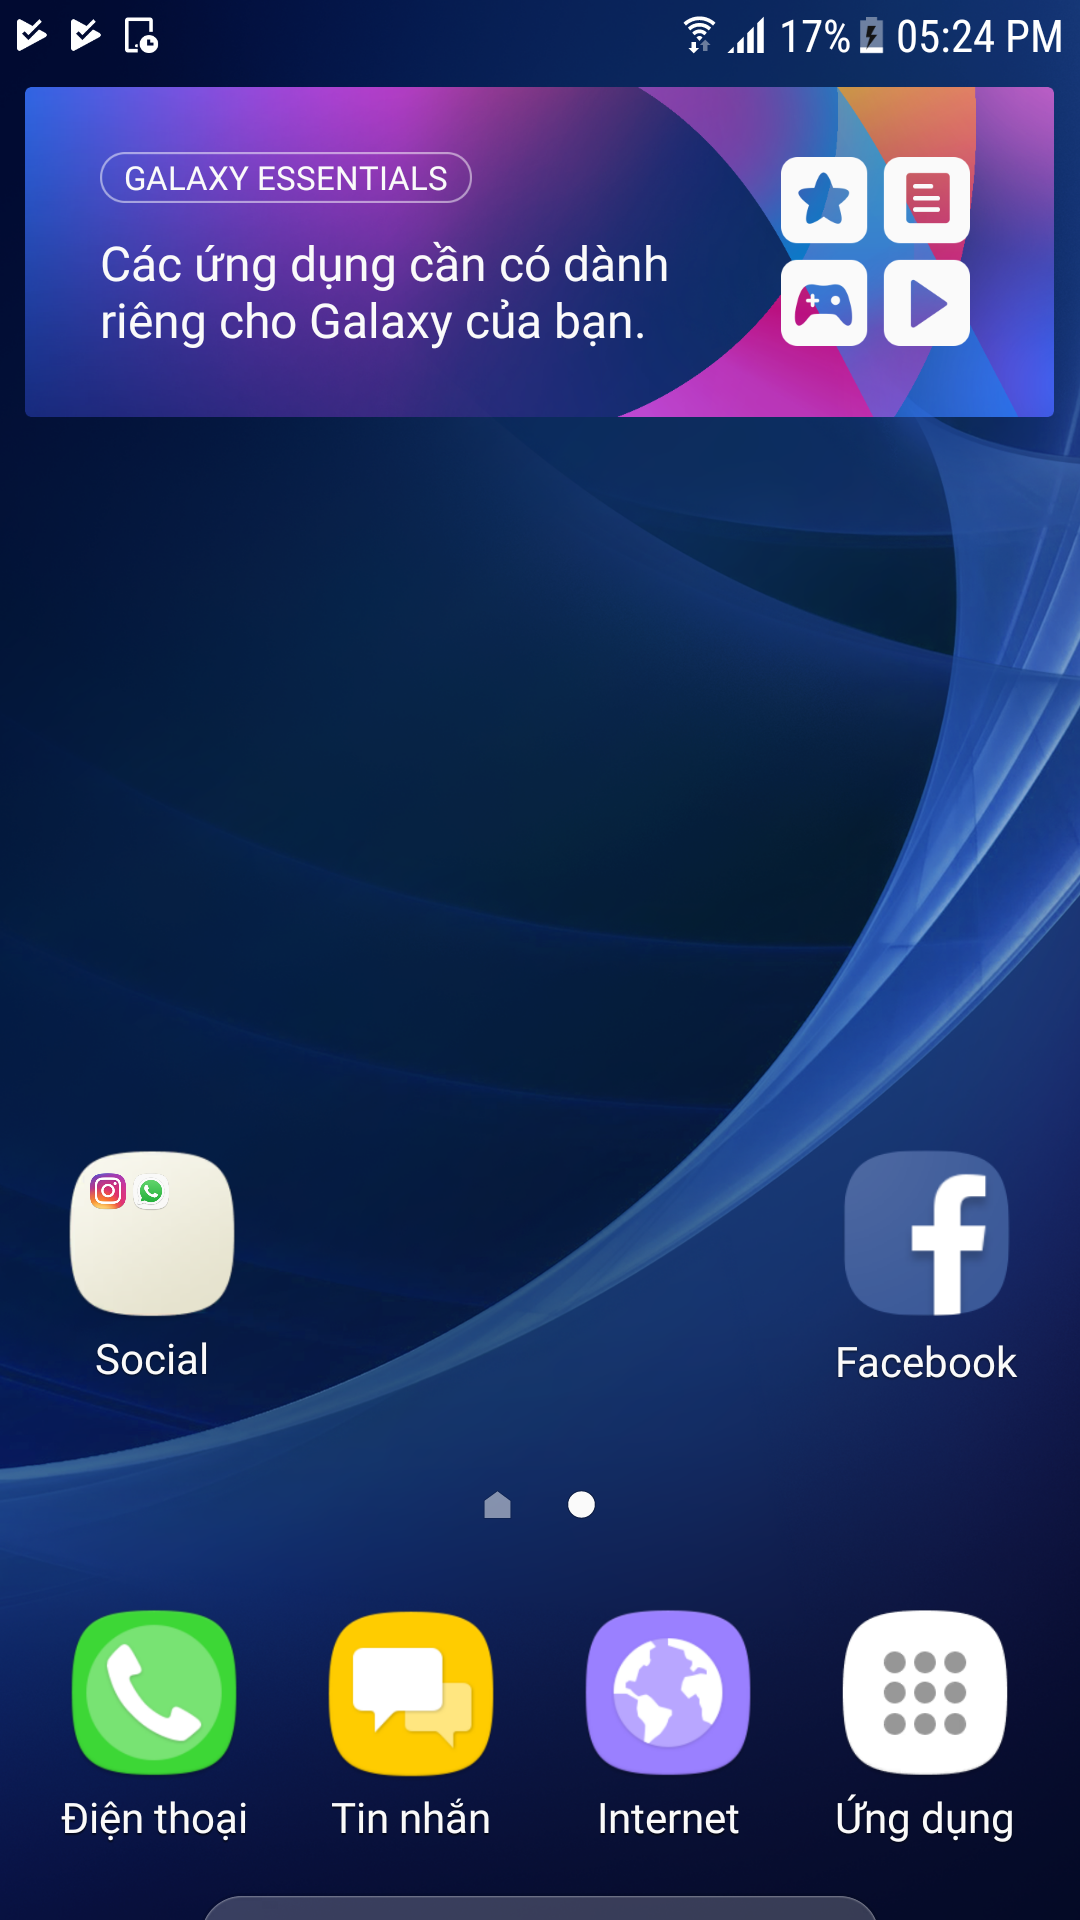 17% 05:24 PM
GALAXY ESSENTIALS
Các ứng dụng cần có dành
riêng cho Galaxy của bạn.
Social
Facebook
Điện thoại
Tin nhắn
Internet
Ứng dụng